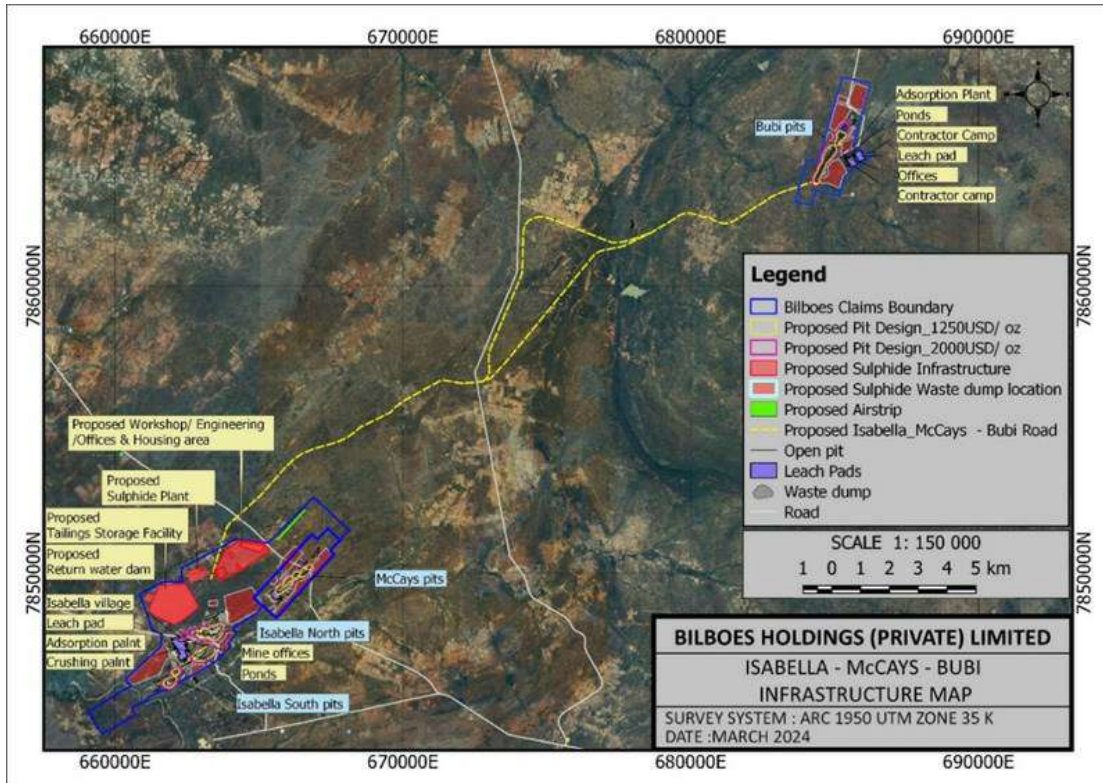 660000E
670000E
680000E
690000E
7860000N
7850000N
7860000N
7850000N
Bubi pits
Adsorption Plant
Ponds
Contractor Camp
Leach pad
Offices
Contractor camp
Legend
Bilboes Claims Boundary
Proposed Pit Design_1250USD/ oz
Proposed Pit Design_2000USD/ oz
Proposed Sulphide Infrastructure
Proposed Sulphide Waste dump location
Proposed Airstrip
Proposed Isabella_McCays - Bubi Road
Open pit
Leach Pads
Waste dump
Road
SCALE 1: 150 000
1 0 1 2 3 4 5 km
Proposed Workshop/ Engineering
/Offices & Housing area
Proposed
Sulphide Plant
Proposed
Tailings Storage Facility
Proposed
Return water dam
Isabella village
Leach pad
Adsorption palnt
Crushing palnt
McCays pits
Isabella North pits
Mine offices
Ponds
Isabella South pits
BILBOES HOLDINGS (PRIVATE) LIMITED
ISABELLA - McCAYS - BUBI
INFRASTRUCTURE MAP
SURVEY SYSTEM : ARC 1950 UTM ZONE 35 K
DATE :MARCH 2024
660000E
670000E
680000E
690000E